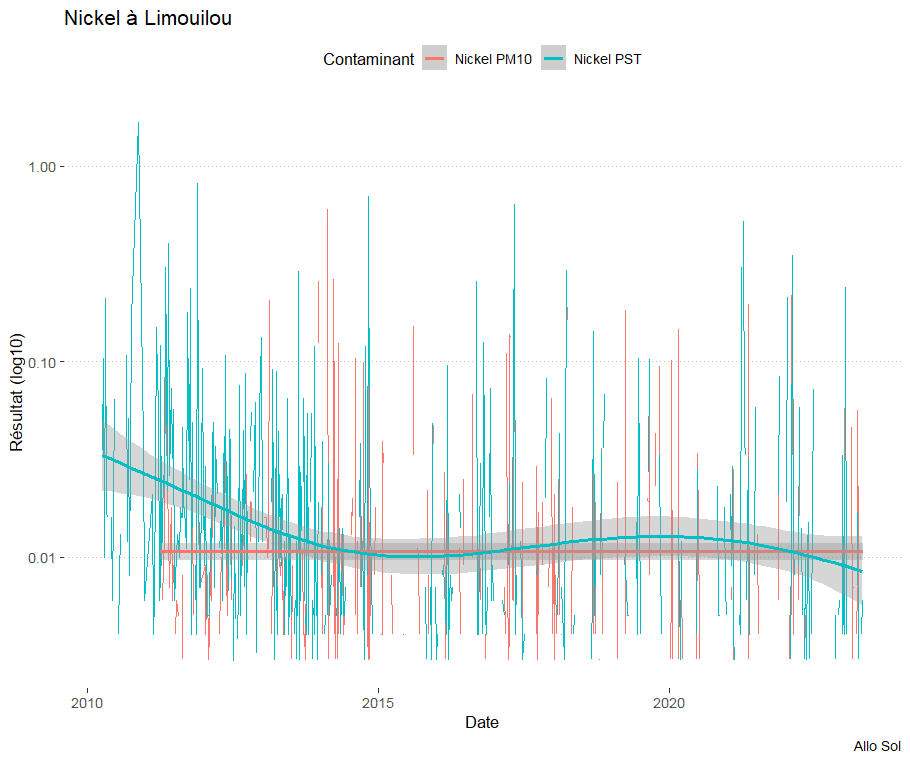 Nickel à Limouilou
Contaminant Nickel PM10 Nickel PST
Résultat (log10)
1.00
0.10
0.01
2010 2015 2020
Date
Allo Sol